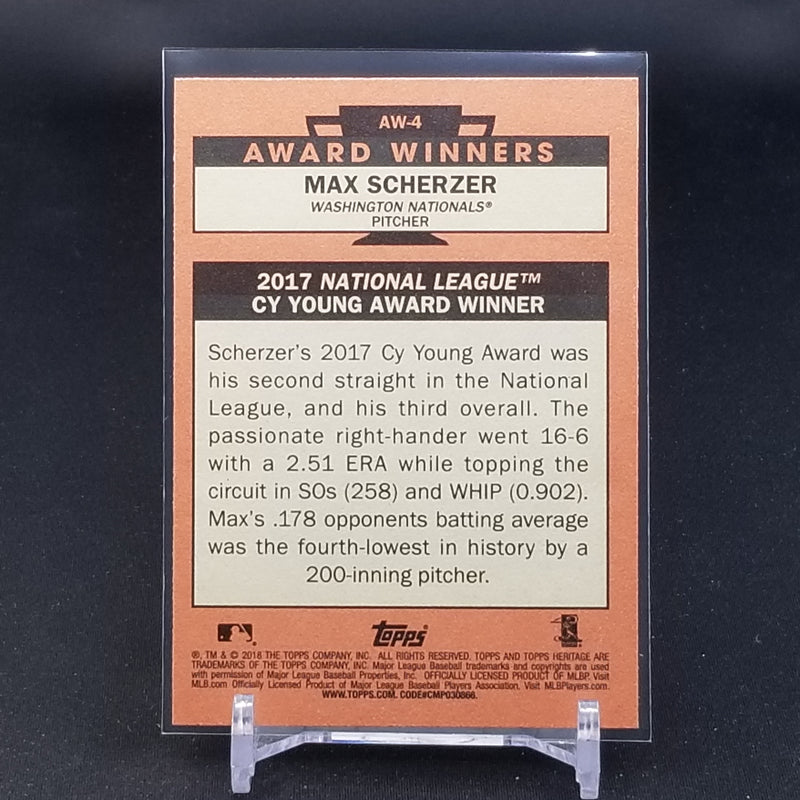 AW-4
AWARD WINNERS
MAX SCHERZER
WASHINGTON NATIONALS®
PITCHER
2017 NATIONAL LEAGUE™
CY YOUNG AWARD WINNER
Scherzer's 2017 Cy Young Award was
his second straight in the National
League, and his third overall. The
passionate right-hander went 16-6
with a 2.51 ERA while topping the
circuit in SOs (258) and WHIP (0.902).
Max's .178 opponents batting average
was the fourth-lowest in history by a
200-inning pitcher.
Topps®
®, TM & © 2018 THE TOPPS COMPANY, INC. ALL RIGHTS RESERVED. TOPPS AND TOPPS HERITAGE ARE
TRADEMARKS OF THE TOPPS COMPANY, INC. Major League Baseball trademarks and copyrights are used
with permission of Major League Baseball Properties, Inc. OFFICIALLY LICENSED PRODUCT OF MLBP. Visit
MLB.com Officially Licensed Product of Major League Baseball Players Association. Visit MLBPlayers.com.
WWW.TOPPS.COM. CODE#CMP030866.